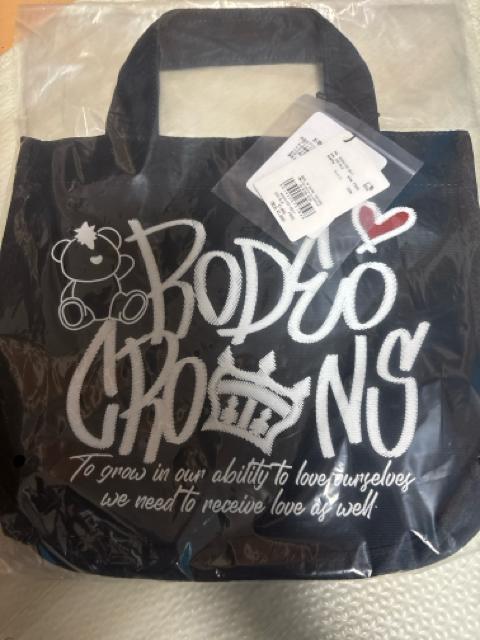 RODEO
CROWNS
To grow in our ability to love ourselves
we need to receive love as well